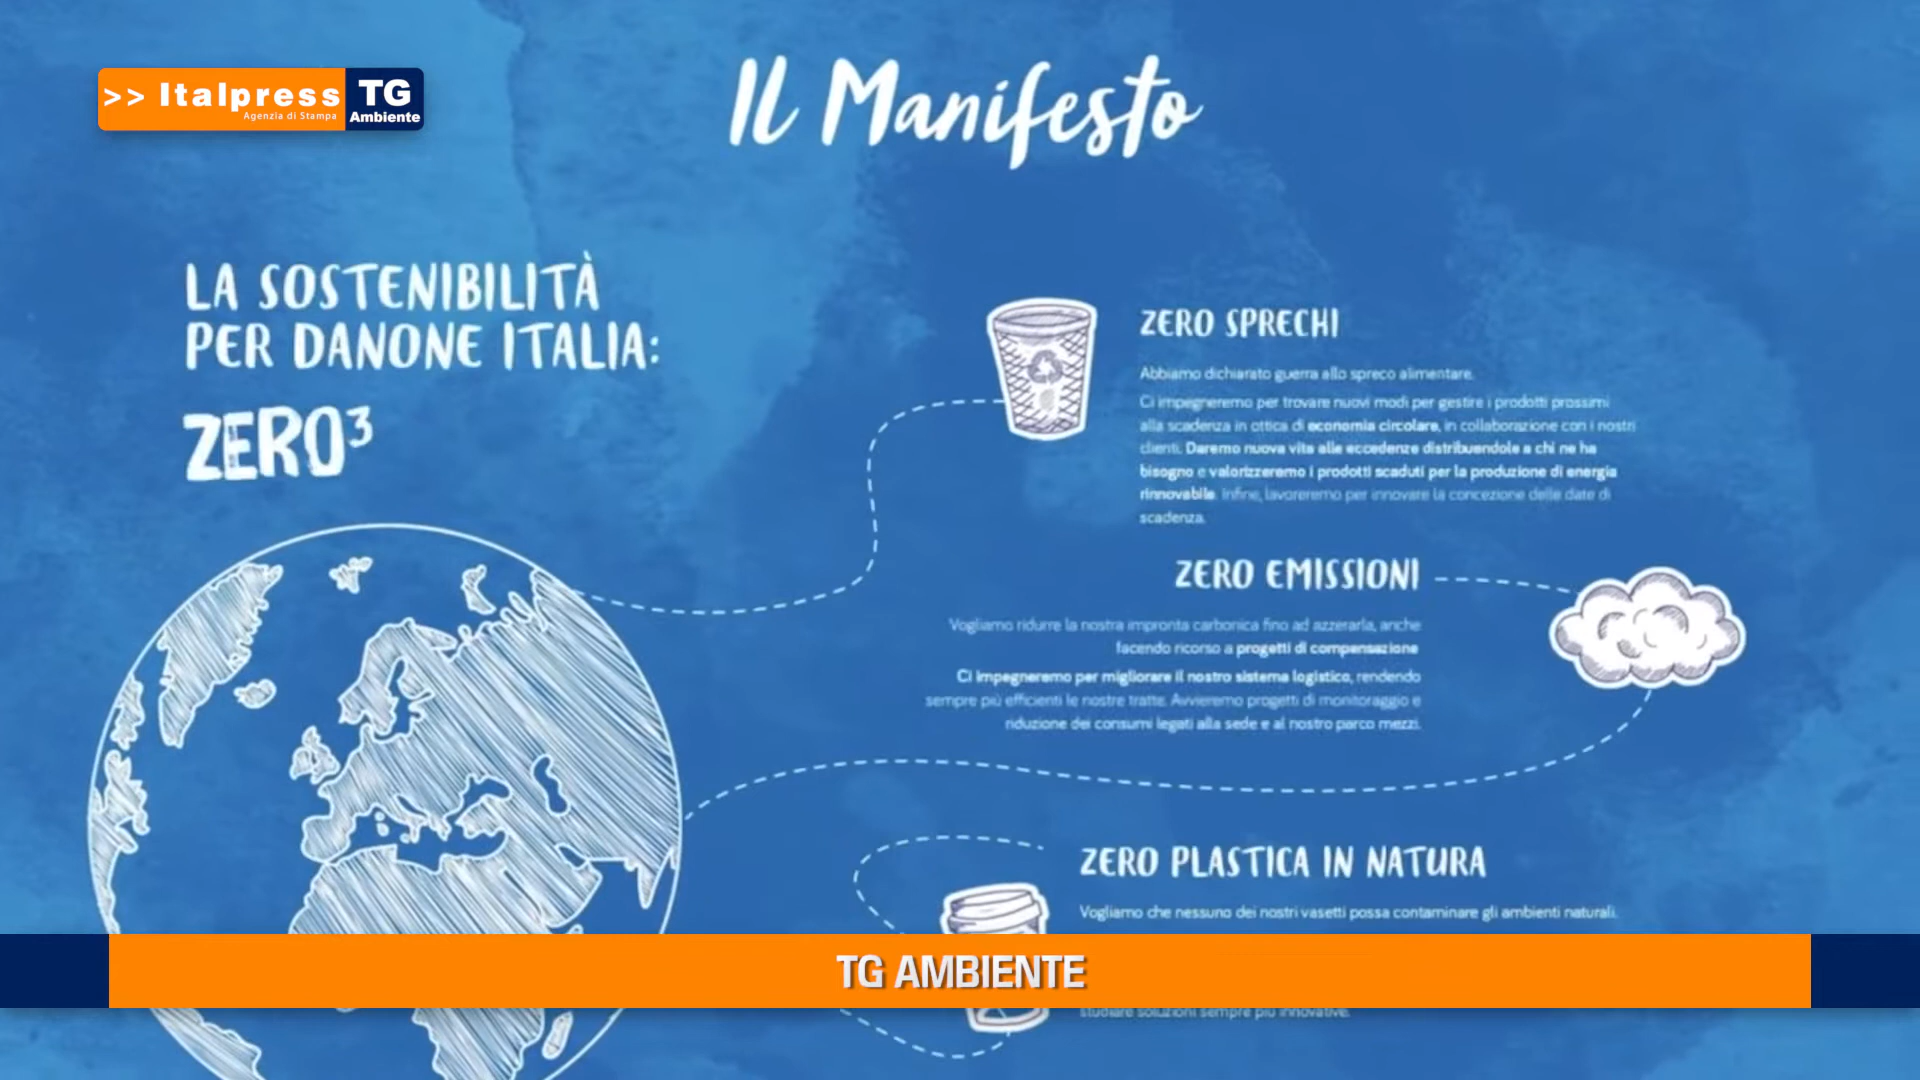 >> Italpress
Agenzia di Stampa
TG
Ambiente
Il Manifesto
LA SOSTENIBILITÀ
PER DANONE ITALIA:
ZERO³
ZERO SPRECHI
Abbiamo dichiarato guerra allo spreco alimentare.
Ci impegneremo per trovare nuovi modi per gestire i prodotti prossimi
alla scadenza in ottica di economia circolare, in collaborazione con i nostri
clienti. Daremo nuova vita alle eccedenze distribuendole a chi ne ha
bisogno e valorizzeremo i prodotti scaduti per la produzione di energia
rinnovabile. Infine, lavoreremo per innovare la concezione delle date di
scadenza.
ZERO EMISSIONI
Vogliamo ridurre la nostra impronta carbonica fino ad azzerarla, anche
facendo ricorso a progetti di compensazione
Ci impegneremo per migliorare il nostro sistema logistico, rendendo
sempre più efficienti le nostre tratte. Avvieremo progetti di monitoraggio e
riduzione dei consumi legati alla sede e al nostro parco mezzi.
ZERO PLASTICA IN NATURA
Vogliamo che nessuno dei nostri vasetti possa contaminare gli ambienti naturali.
TG AMBIENTE
studiare soluzioni sempre più innovative.